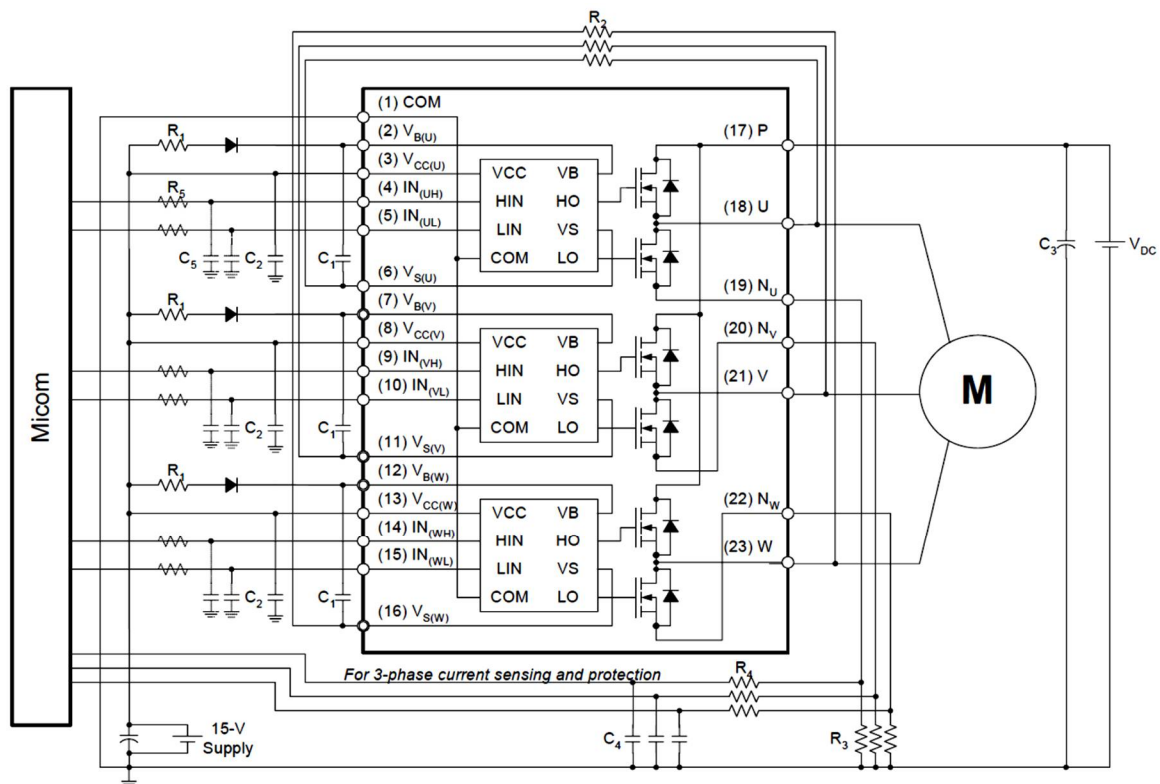 R2
Micom
(1) COM
(2) VB(U)
(3) VCC(U)
(4) IN(UH)
(5) IN(UL)
(6) VS(U)
(7) VB(V)
(8) VCC(V)
(9) IN(VH)
(10) IN(VL)
(11) VS(V)
(12) VB(W)
(13) VCC(W)
(14) IN(WH)
(15) IN(WL)
(16) VS(W)
R1
R5
C5
C2
C1
R1
C2
C1
R1
C2
C1
VCC VB
HIN HO
LIN VS
COM LO
VCC VB
HIN HO
LIN VS
COM LO
VCC VB
HIN HO
LIN VS
COM LO
(17) P
(18) U
(19) NU
(20) NV
(21) V
(22) NW
(23) W
C3
VDC
M
For 3-phase current sensing and protection
R4
15-V
Supply
C4
R3